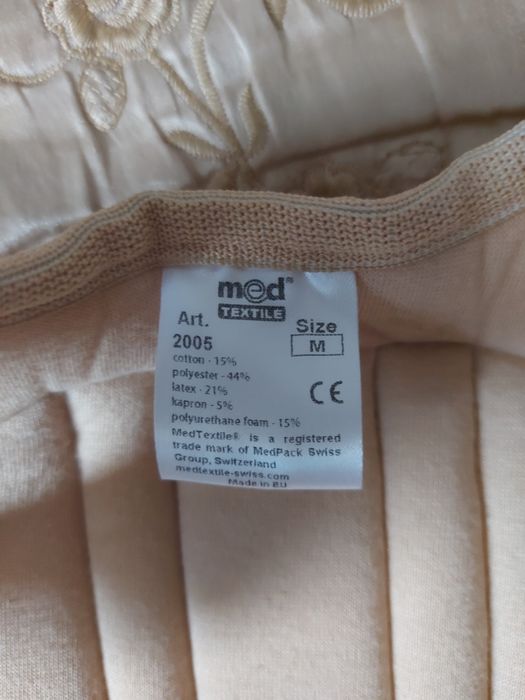 med®
TEXTILE
Art.
2005
Size
M
cotton - 15%
polyester - 44%
latex - 21%
kapron - 5%
polyurethane foam - 15%
CE
MedTextile® is a registered
trade mark of MedPack Swiss
Group, Switzerland
medtextile-swiss.com
Made in EU